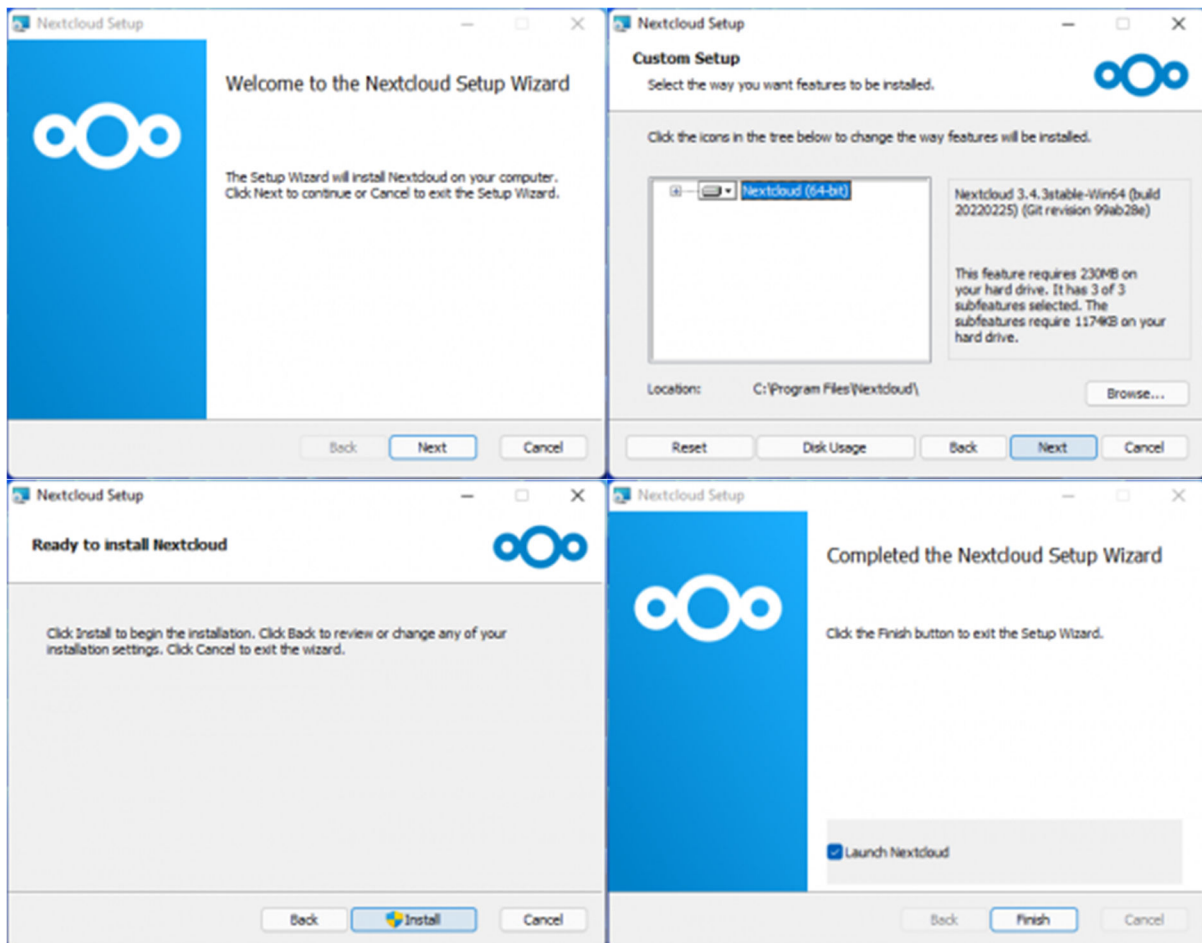 Nextcloud Setup
Welcome to the Nextcloud Setup Wizard
The Setup Wizard will install Nextcloud on your computer.
Click Next to continue or Cancel to exit the Setup Wizard.
Back Next Cancel
Nextcloud Setup
Custom Setup
Select the way you want features to be installed.
Click the icons in the tree below to change the way features will be installed.
Nextcloud (64-bit)
Nextcloud 3.4.3stable-Win64 (build
20220225) (Git revision 99ab28e)
This feature requires 230MB on
your hard drive. It has 3 of 3
subfeatures selected. The
subfeatures require 1174KB on your
hard drive.
Location: C:\Program Files\Nextcloud\
Browse...
Reset Disk Usage Back Next Cancel
Nextcloud Setup
Ready to install Nextcloud
Click Install to begin the installation. Click Back to review or change any of your
installation settings. Click Cancel to exit the wizard.
Back Install Cancel
Nextcloud Setup
Completed the Nextcloud Setup Wizard
Click the Finish button to exit the Setup Wizard.
Launch Nextcloud
Back Finish Cancel